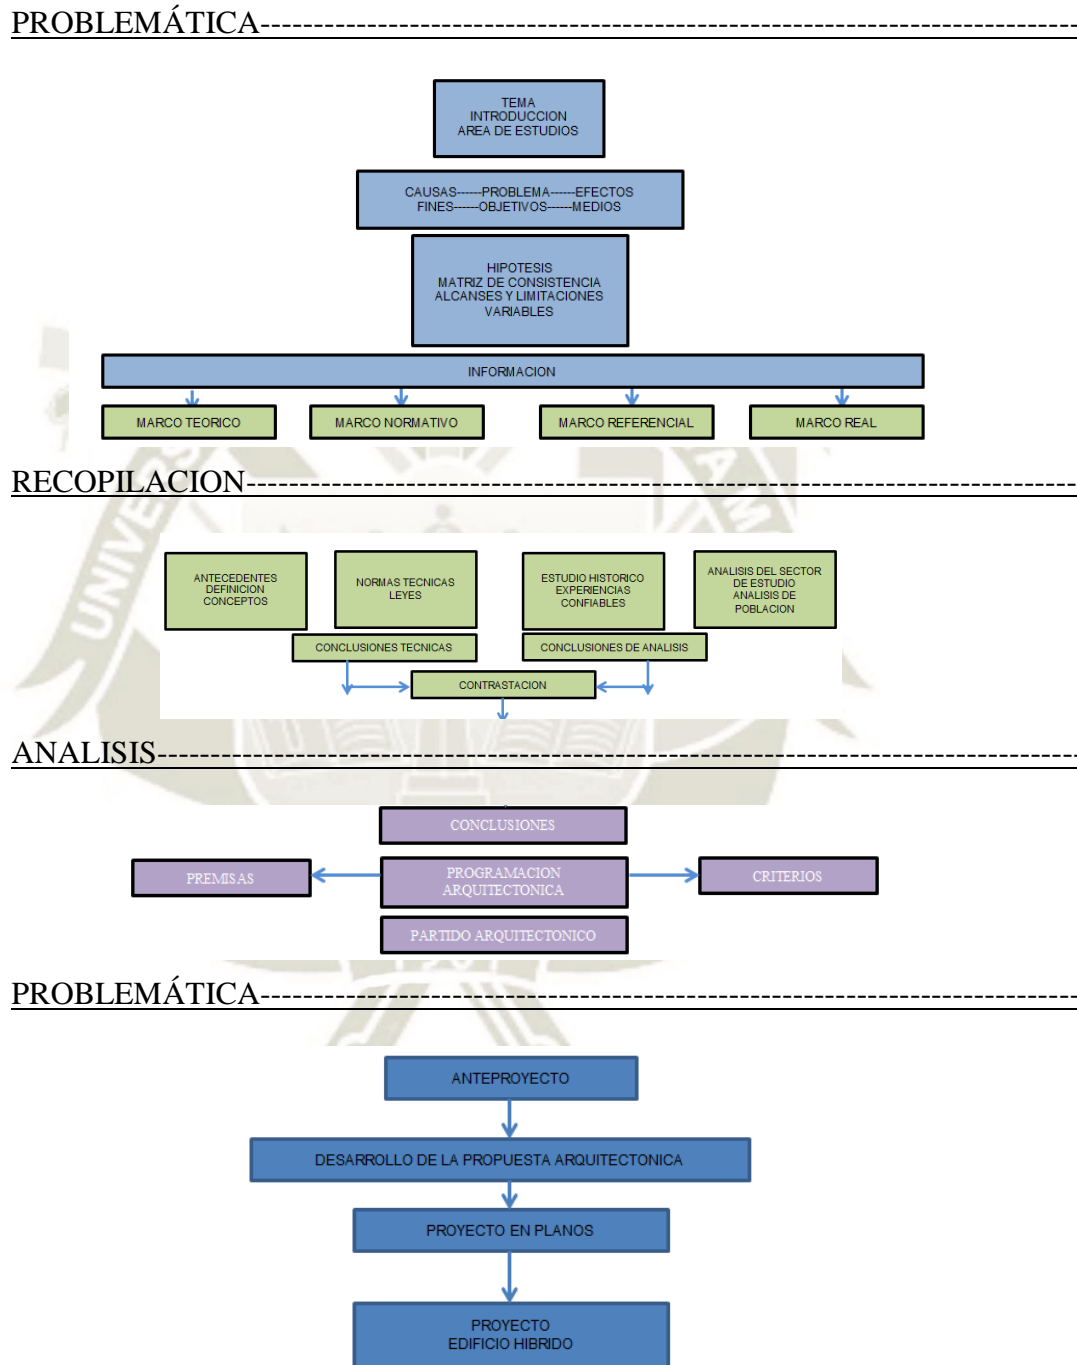 PROBLEMÁTICA------------------------------------------------------------------------------
TEMA
INTRODUCCION
AREA DE ESTUDIOS
CAUSAS------PROBLEMA------EFECTOS
FINES------OBJETIVOS------MEDIOS
HIPOTESIS
MATRIZ DE CONSISTENCIA
ALCANSES Y LIMITACIONES
VARIABLES
INFORMACION
MARCO TEORICO
MARCO NORMATIVO
MARCO REFERENCIAL
MARCO REAL
RECOPILACION------------------------------------------------------------------------------
ANTECEDENTES
DEFINICION
CONCEPTOS
NORMAS TECNICAS
LEYES
ESTUDIO HISTORICO
EXPERIENCIAS
CONFIABLES
ANALISIS DEL SECTOR
DE ESTUDIO
ANALISIS DE
POBLACION
CONCLUSIONES TECNICAS
CONCLUSIONES DE ANALISIS
CONTRASTACION
ANALISIS----------------------------------------------------------------------------------------
CONCLUSIONES
PREMISAS
PROGRAMACION
ARQUITECTONICA
CRITERIOS
PARTIDO ARQUITECTONICO
PROBLEMÁTICA------------------------------------------------------------------------------
ANTEPROYECTO
DESARROLLO DE LA PROPUESTA ARQUITECTONICA
PROYECTO EN PLANOS
PROYECTO
EDIFICIO HIBRIDO